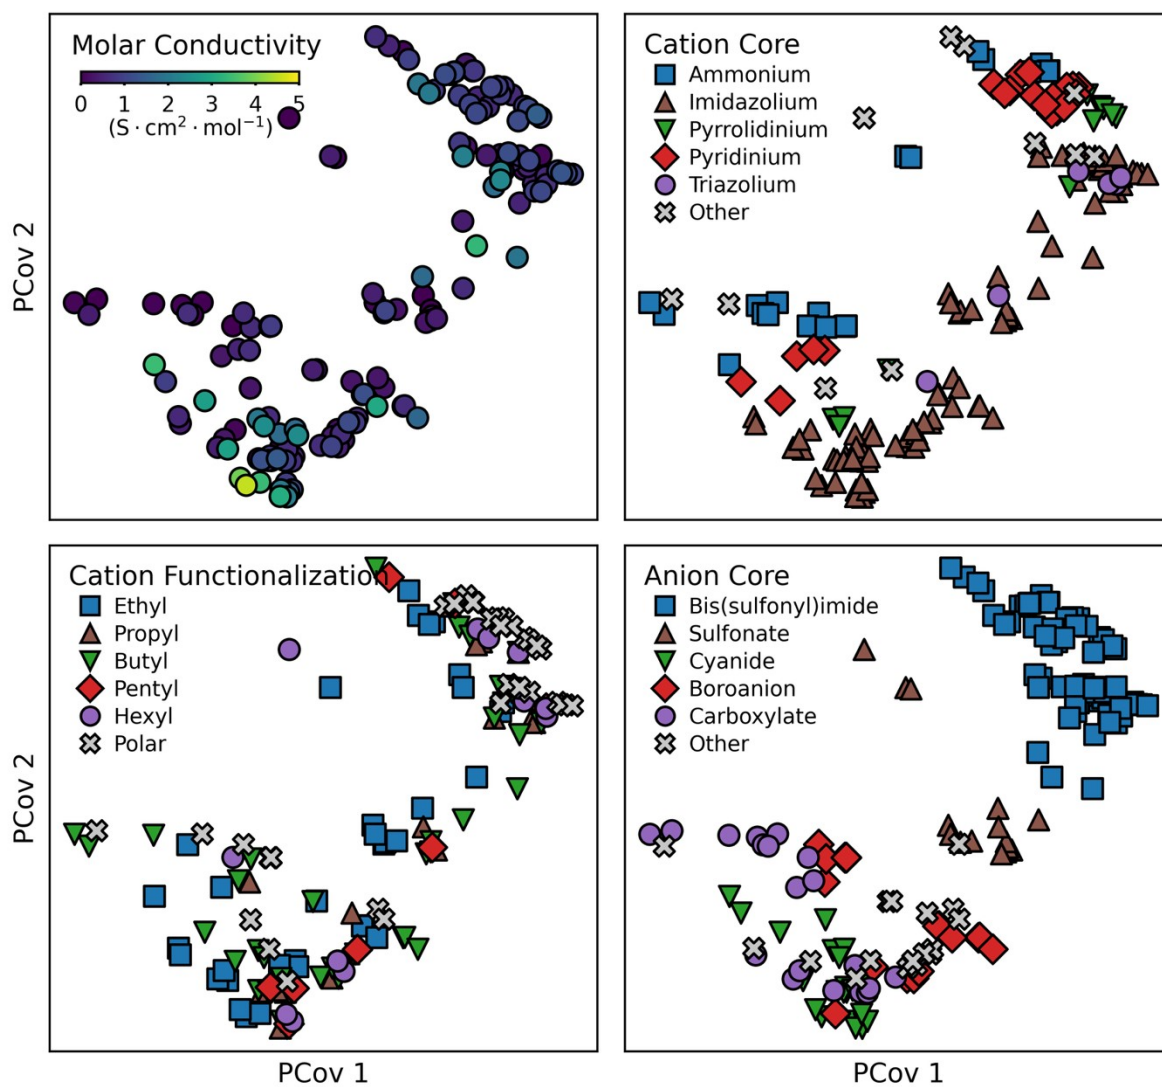 Molar Conductivity
0 1 2 3 4 5
(S · cm² · mol⁻¹)
PCov 2
Cation Core
Ammonium
Imidazolium
Pyrrolidinium
Pyridinium
Triazolium
Other
Cation Functionalization
Ethyl
Propyl
Butyl
Pentyl
Hexyl
Polar
PCov 2
PCov 1
Anion Core
Bis(sulfonyl)imide
Sulfonate
Cyanide
Boroanion
Carboxylate
Other
PCov 1